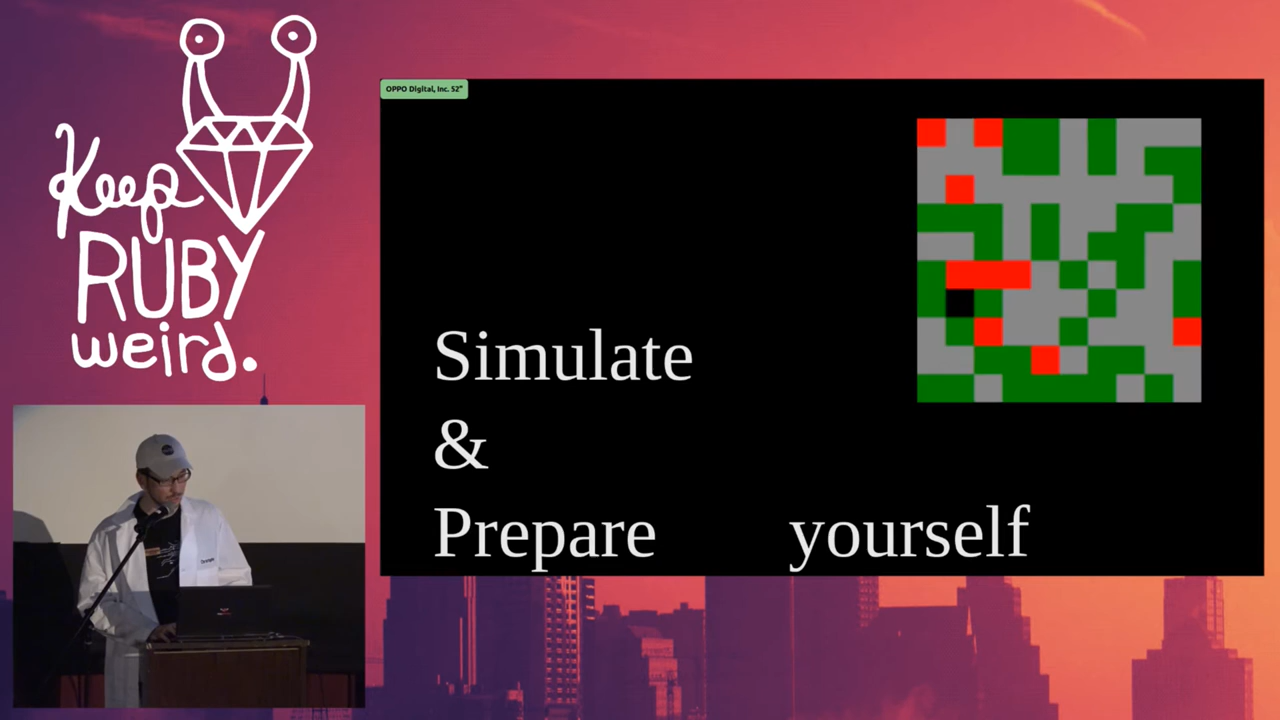 Keep
RUBY
weird.
OPPO Digital, Inc. 52"
Simulate
&
Prepare yourself